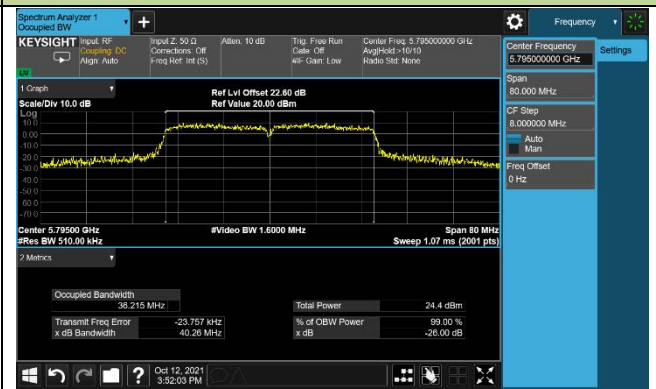 Spectrum Analyzer 1
Occupied BW
+
Frequency
KEYSIGHT
Input: RF
Coupling: DC
Align: Auto
Input Z: 50 Ω
Corrections: Off
Freq Ref: Int (S)
Atten: 10 dB
Trig: Free Run
Gate: Off
#IF Gain: Low
Center Freq: 5.795000000 GHz
Avg|Hold:>10/10
Radio Std: None
Center Frequency
5.795000000 GHz
Settings
Span
80.000 MHz
CF Step
8.000000 MHz
Auto
Man
Freq Offset
0 Hz
1 Graph
Scale/Div 10.0 dB
Ref Lvl Offset 22.60 dB
Ref Value 20.00 dBm
Log
10.0
0.00
-10.0
-20.0
-30.0
-40.0
-50.0
-60.0
-70.0
Center 5.79500 GHz
#Res BW 510.00 kHz
#Video BW 1.6000 MHz
Span 80 MHz
Sweep 1.07 ms (2001 pts)
2 Metrics
Occupied Bandwidth
36.215 MHz
Total Power
24.4 dBm
Transmit Freq Error
-23.757 kHz
% of OBW Power
99.00 %
x dB Bandwidth
40.26 MHz
x dB
-26.00 dB
?
Oct 12, 2021
3:52:03 PM